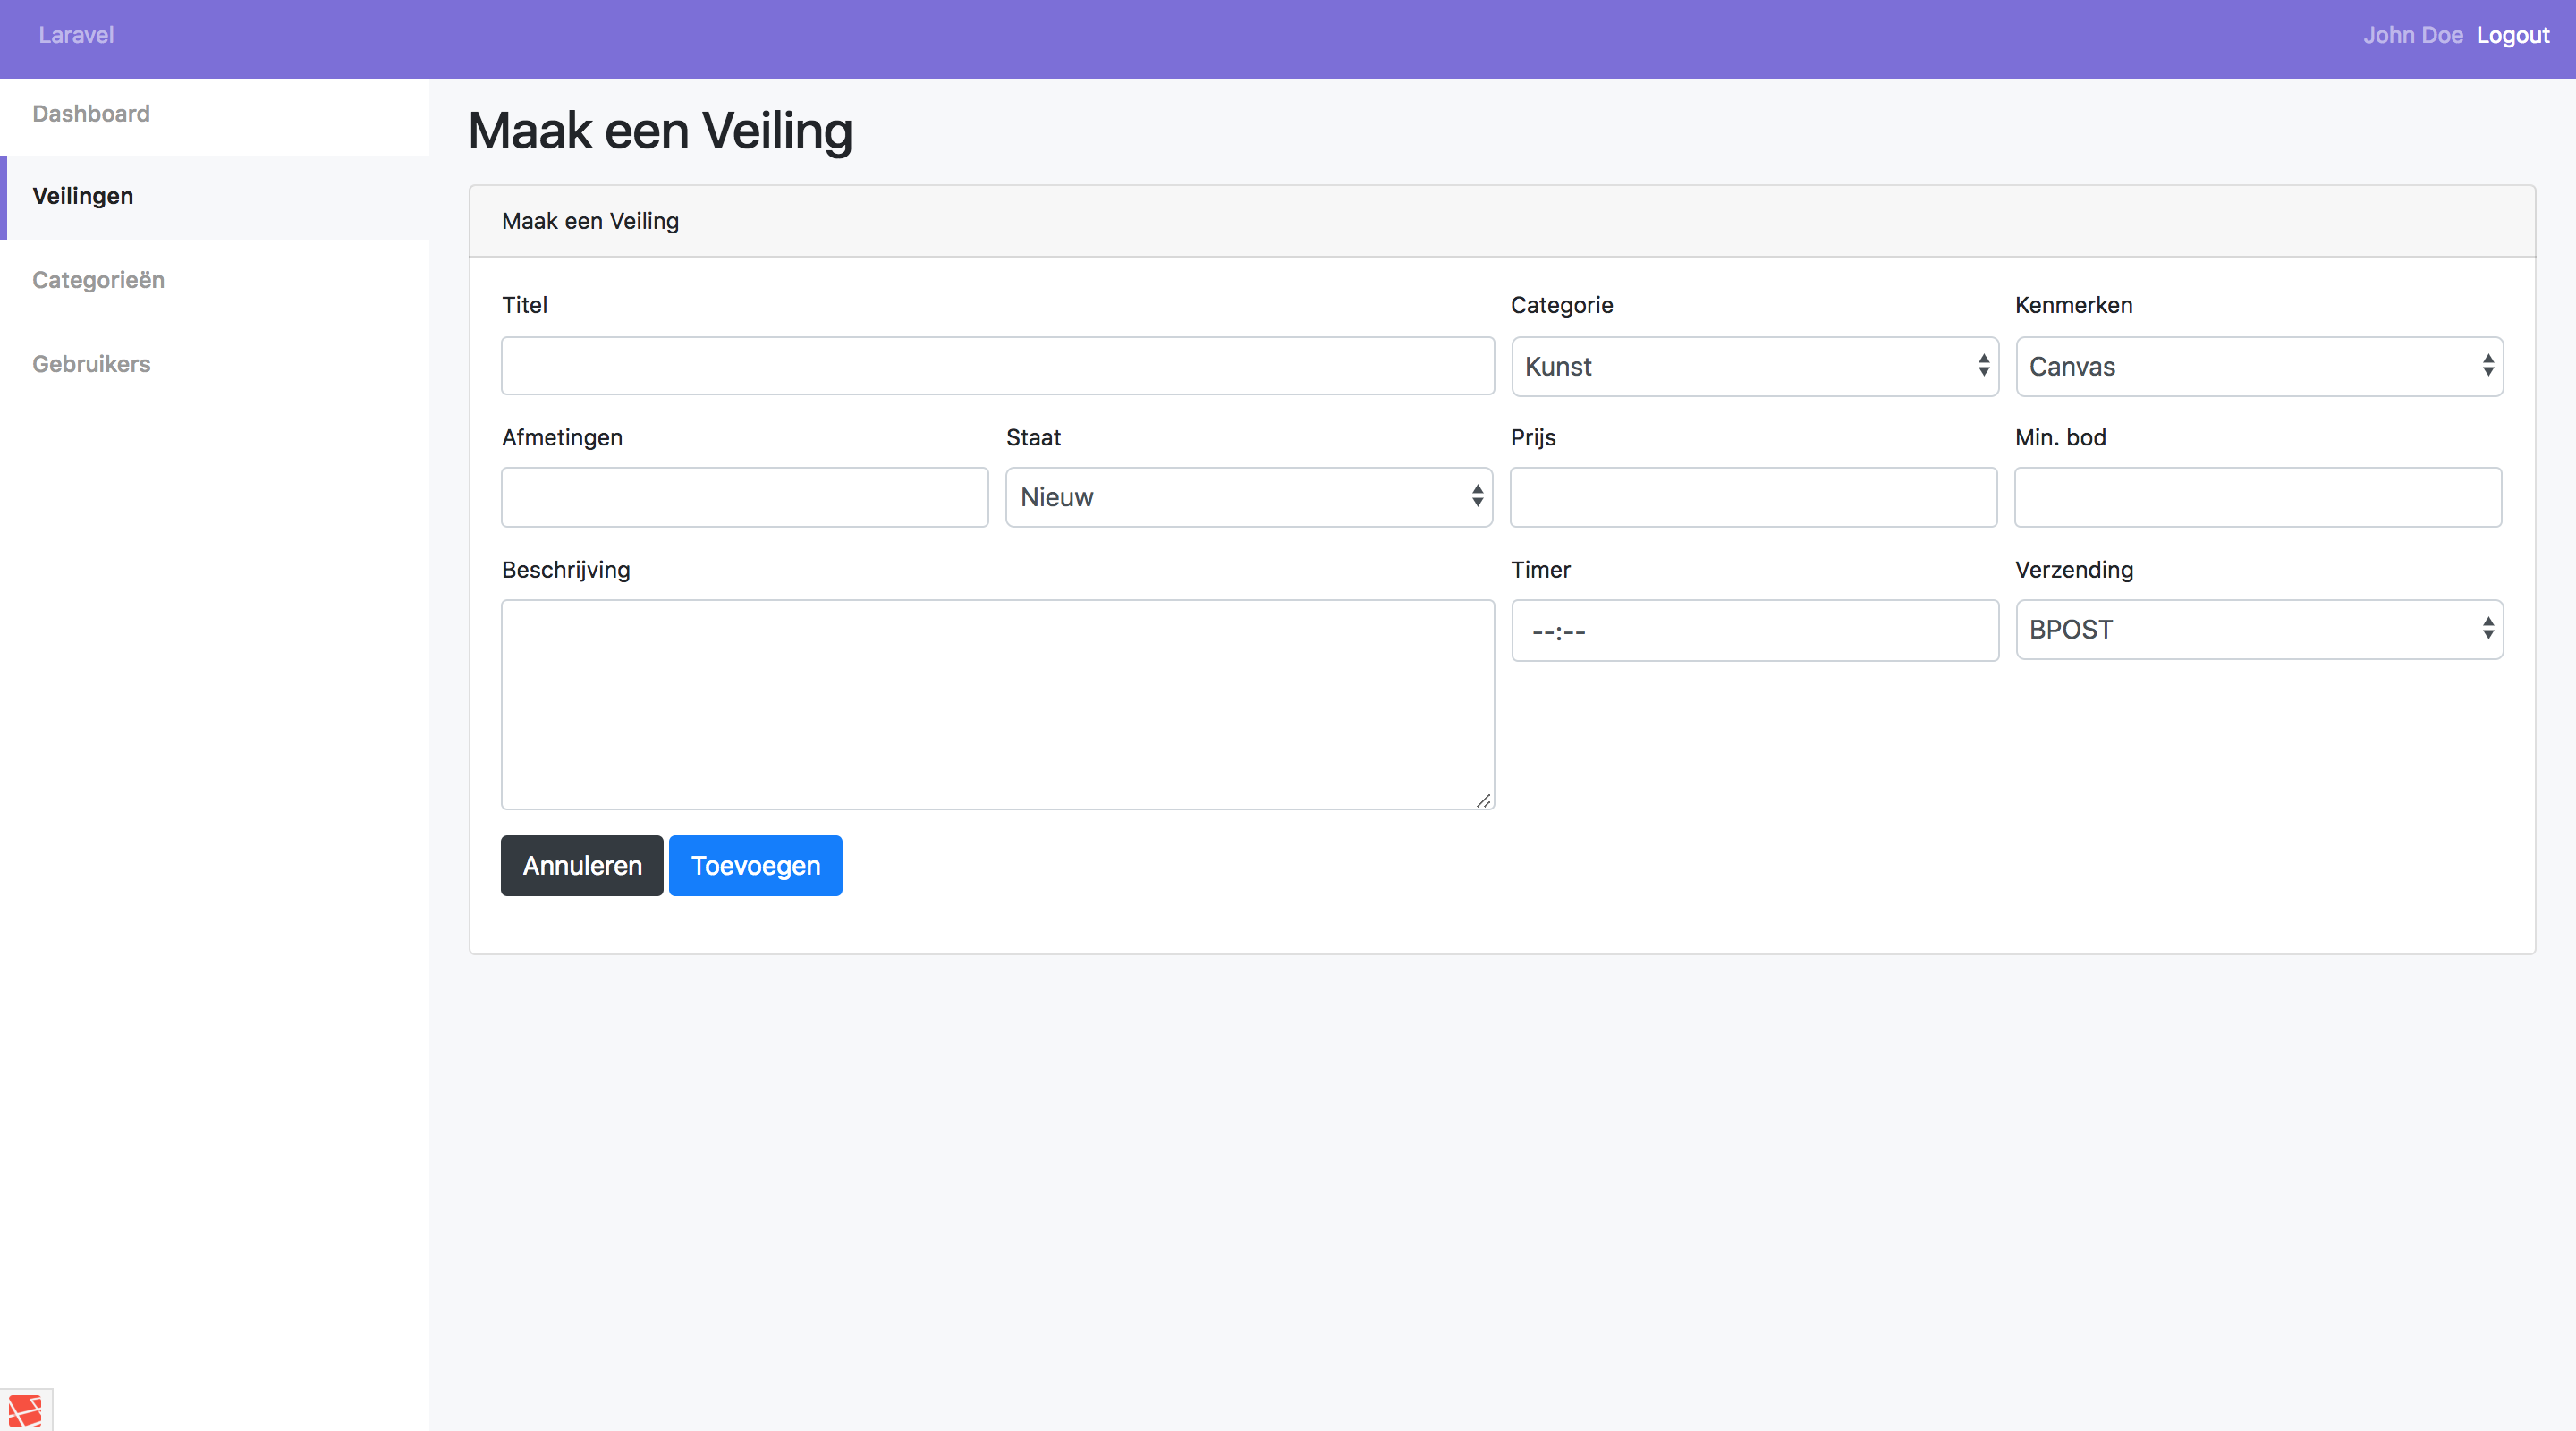 Laravel
John Doe Logout
Dashboard
Veilingen
Categorieën
Gebruikers
Maak een Veiling
Maak een Veiling
Titel
Categorie
Kenmerken
Kunst
Canvas
Afmetingen
Staat
Prijs
Min. bod
Nieuw
Beschrijving
Timer
Verzending
--:--
BPOST
Annuleren
Toevoegen